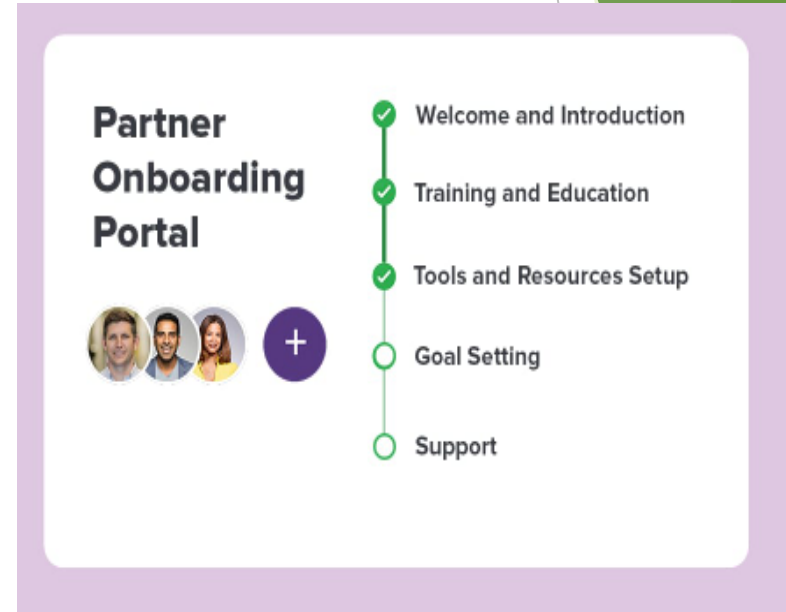 Partner
Onboarding
Portal
Welcome and Introduction
Training and Education
Tools and Resources Setup
Goal Setting
Support